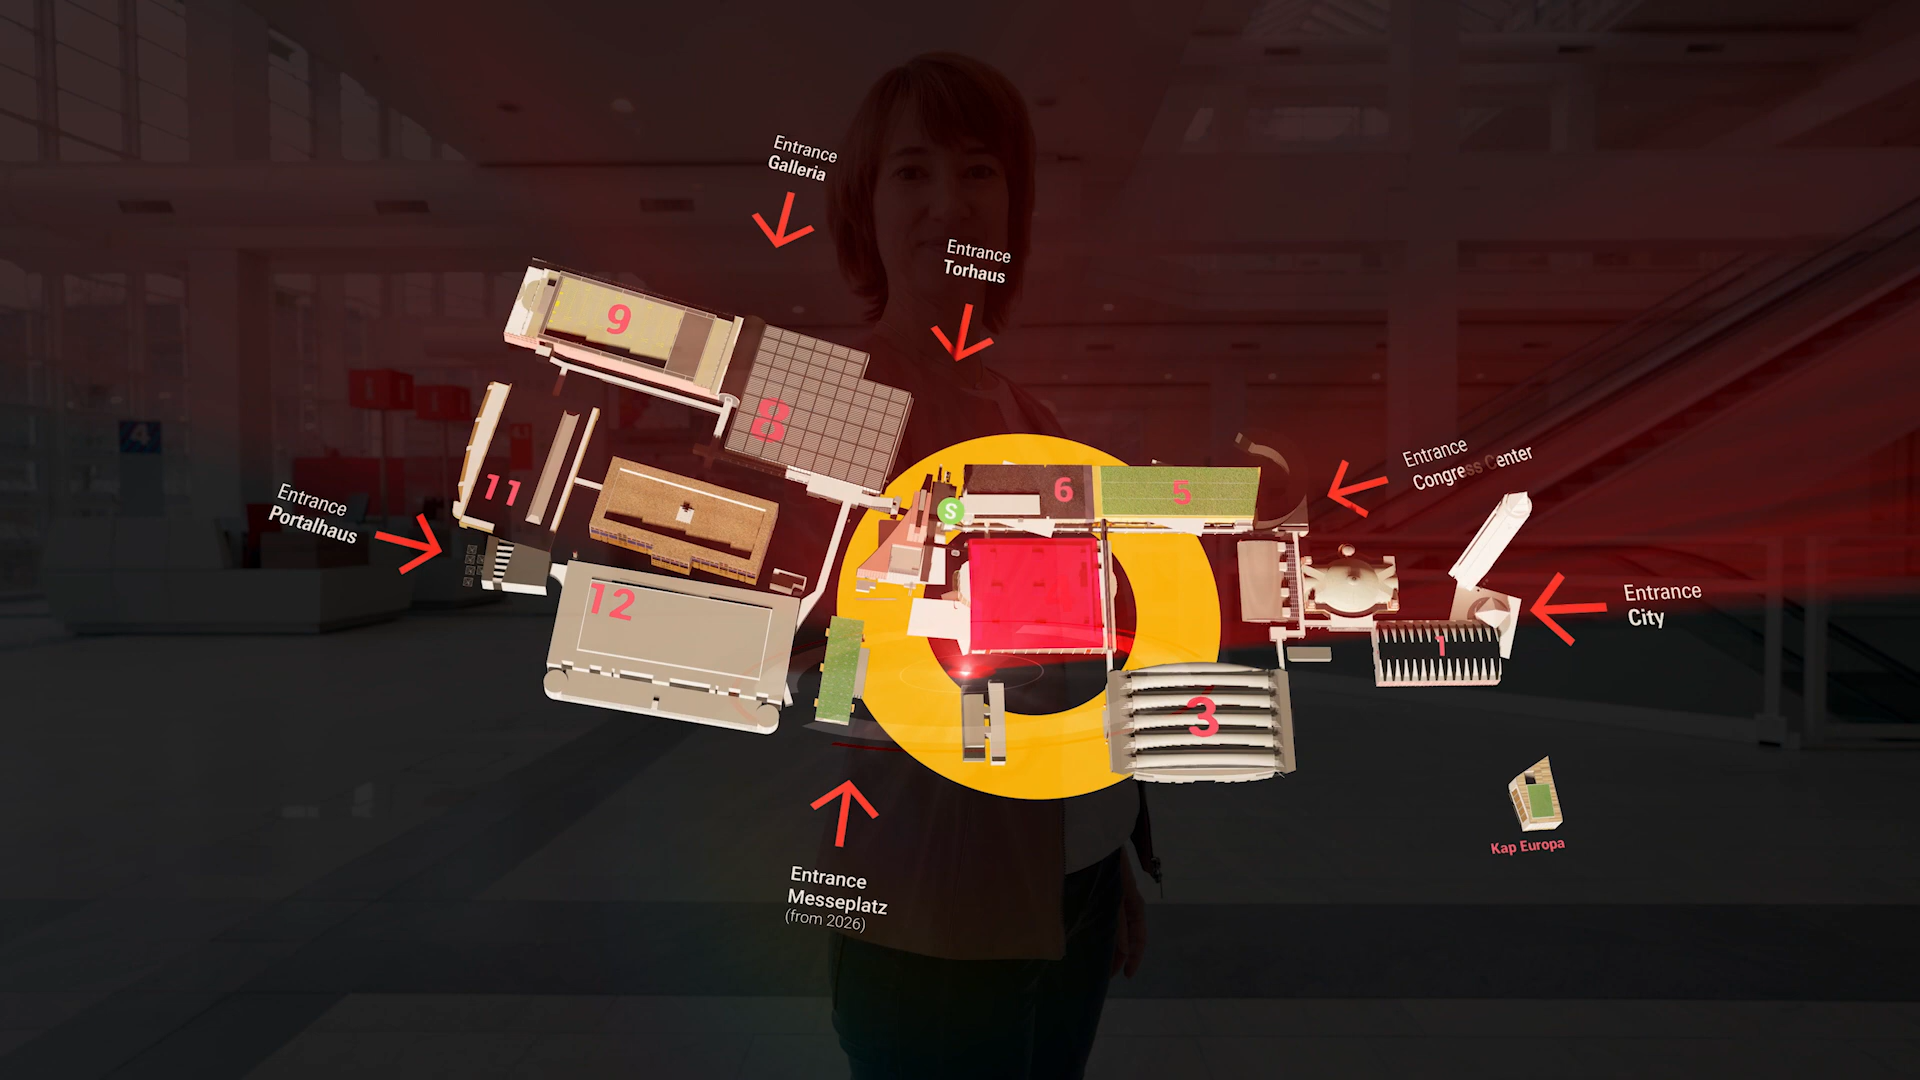 Entrance
Galleria
Entrance
Torhaus
9
8
Entrance
Congress Center
11
6
5
Entrance
Portalhaus
S
4
12
Entrance
City
1
3
Kap Europa
Entrance
Messeplatz
(from 2026)